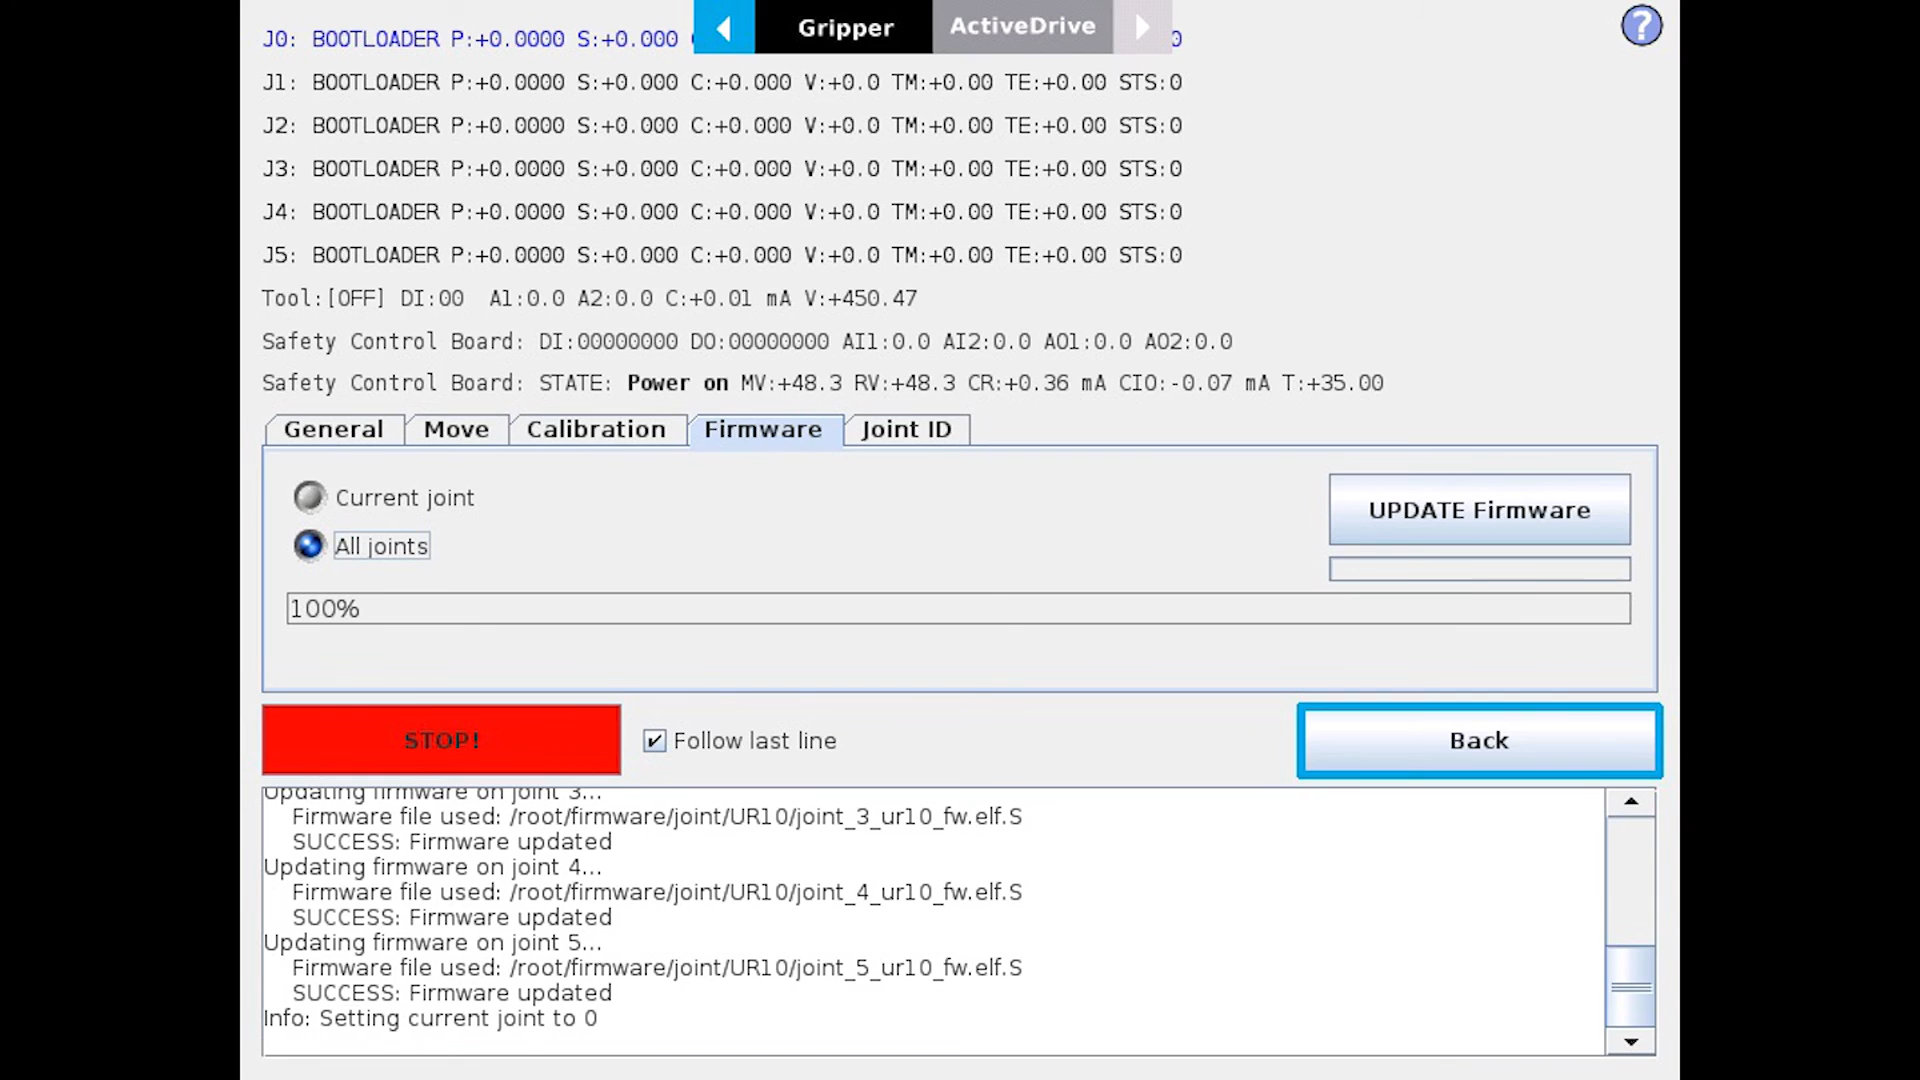 Gripper ActiveDrive
J0: BOOTLOADER P:+0.0000 S:+0.000 0
J1: BOOTLOADER P:+0.0000 S:+0.000 C:+0.000 V:+0.0 TM:+0.00 TE:+0.00 STS:0
J2: BOOTLOADER P:+0.0000 S:+0.000 C:+0.000 V:+0.0 TM:+0.00 TE:+0.00 STS:0
J3: BOOTLOADER P:+0.0000 S:+0.000 C:+0.000 V:+0.0 TM:+0.00 TE:+0.00 STS:0
J4: BOOTLOADER P:+0.0000 S:+0.000 C:+0.000 V:+0.0 TM:+0.00 TE:+0.00 STS:0
J5: BOOTLOADER P:+0.0000 S:+0.000 C:+0.000 V:+0.0 TM:+0.00 TE:+0.00 STS:0
Tool:[OFF] DI:00 A1:0.0 A2:0.0 C:+0.01 mA V:+450.47
Safety Control Board: DI:00000000 DO:00000000 AI1:0.0 AI2:0.0 AO1:0.0 AO2:0.0
Safety Control Board: STATE: Power on MV:+48.3 RV:+48.3 CR:+0.36 mA CIO:-0.07 mA T:+35.00
General Move Calibration Firmware Joint ID
Current joint
UPDATE Firmware
All joints
100%
STOP! Follow last line Back
Updating firmware on joint 3...
Firmware file used: /root/firmware/joint/UR10/joint_3_ur10_fw.elf.S
SUCCESS: Firmware updated
Updating firmware on joint 4...
Firmware file used: /root/firmware/joint/UR10/joint_4_ur10_fw.elf.S
SUCCESS: Firmware updated
Updating firmware on joint 5...
Firmware file used: /root/firmware/joint/UR10/joint_5_ur10_fw.elf.S
SUCCESS: Firmware updated
Info: Setting current joint to 0